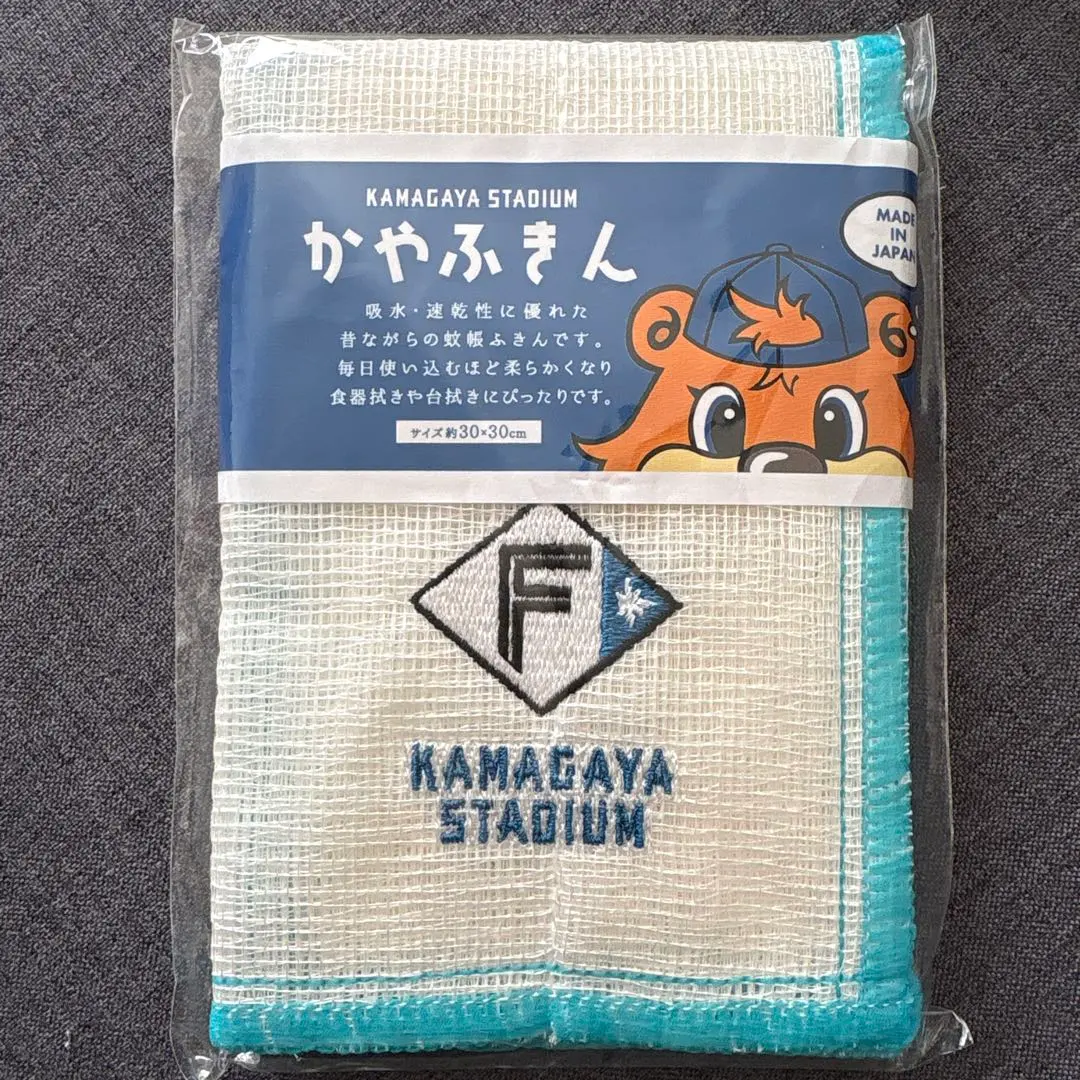 KAMAGAYA STADIUM
かやふきん
吸水・速乾性に優れた
昔ながらの蚊帳ふきんです。
毎日使い込むほど柔らかくなり
食器拭きや台拭きにぴったりです。
サイズ約30×30cm
MADE
IN
JAPAN
F
KAMAGAYA
STADIUM